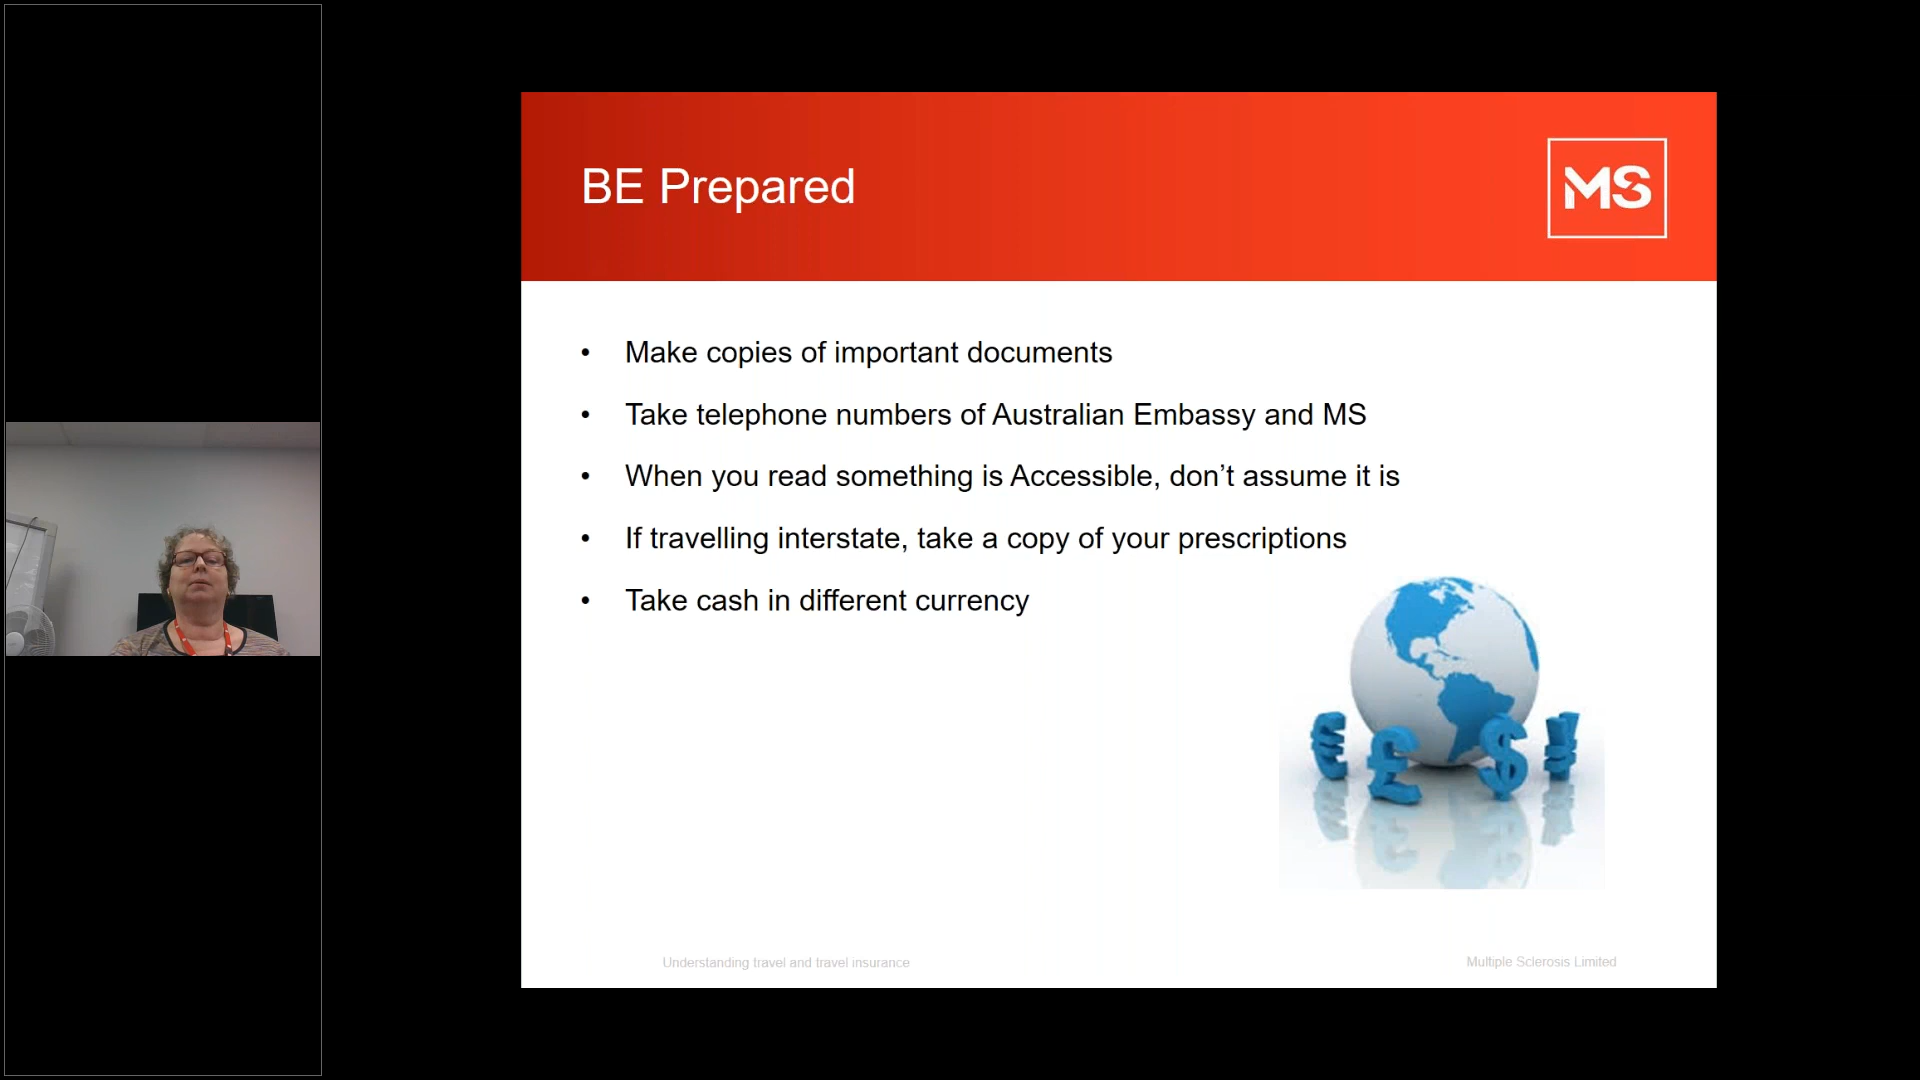 BE Prepared
MS
• Make copies of important documents
• Take telephone numbers of Australian Embassy and MS
• When you read something is Accessible, don’t assume it is
• If travelling interstate, take a copy of your prescriptions
• Take cash in different currency
€ £ $ ¥
Understanding travel and travel insurance
Multiple Sclerosis Limited